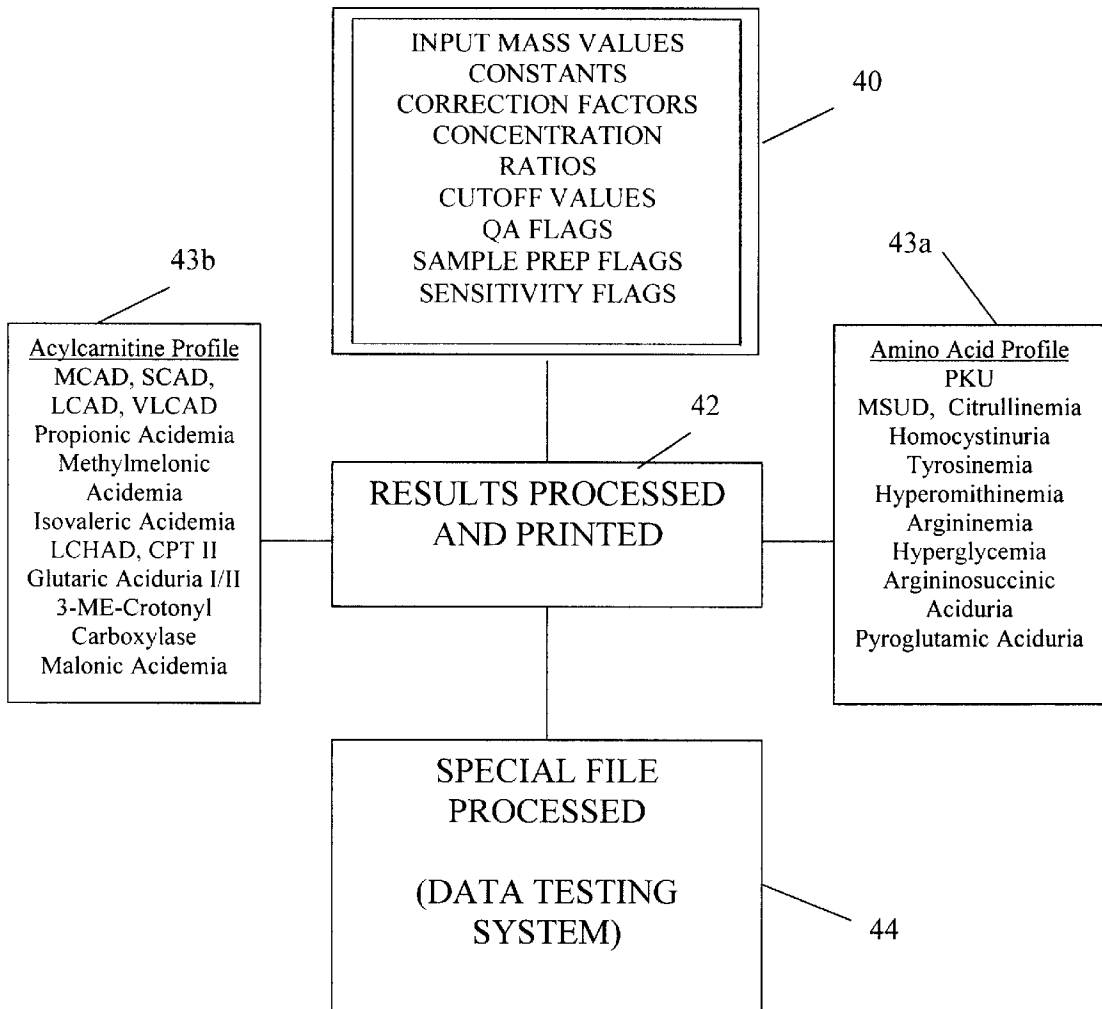 INPUT MASS VALUES
CONSTANTS
CORRECTION FACTORS
CONCENTRATION
RATIOS
CUTOFF VALUES
QA FLAGS
SAMPLE PREP FLAGS
SENSITIVITY FLAGS
40
43b
Acylcarnitine Profile
MCAD, SCAD,
LCAD, VLCAD
Propionic Acidemia
Methylmelonic
Acidemia
Isovaleric Acidemia
LCHAD, CPT II
Glutaric Aciduria I/II
3-ME-Crotonyl
Carboxylase
Malonic Acidemia
42
RESULTS PROCESSED
AND PRINTED
43a
Amino Acid Profile
PKU
MSUD, Citrullinemia
Homocystinuria
Tyrosinemia
Hyperomithinemia
Argininemia
Hyperglycemia
Argininosuccinic
Aciduria
Pyroglutamic Aciduria
SPECIAL FILE
PROCESSED
(DATA TESTING
SYSTEM)
44